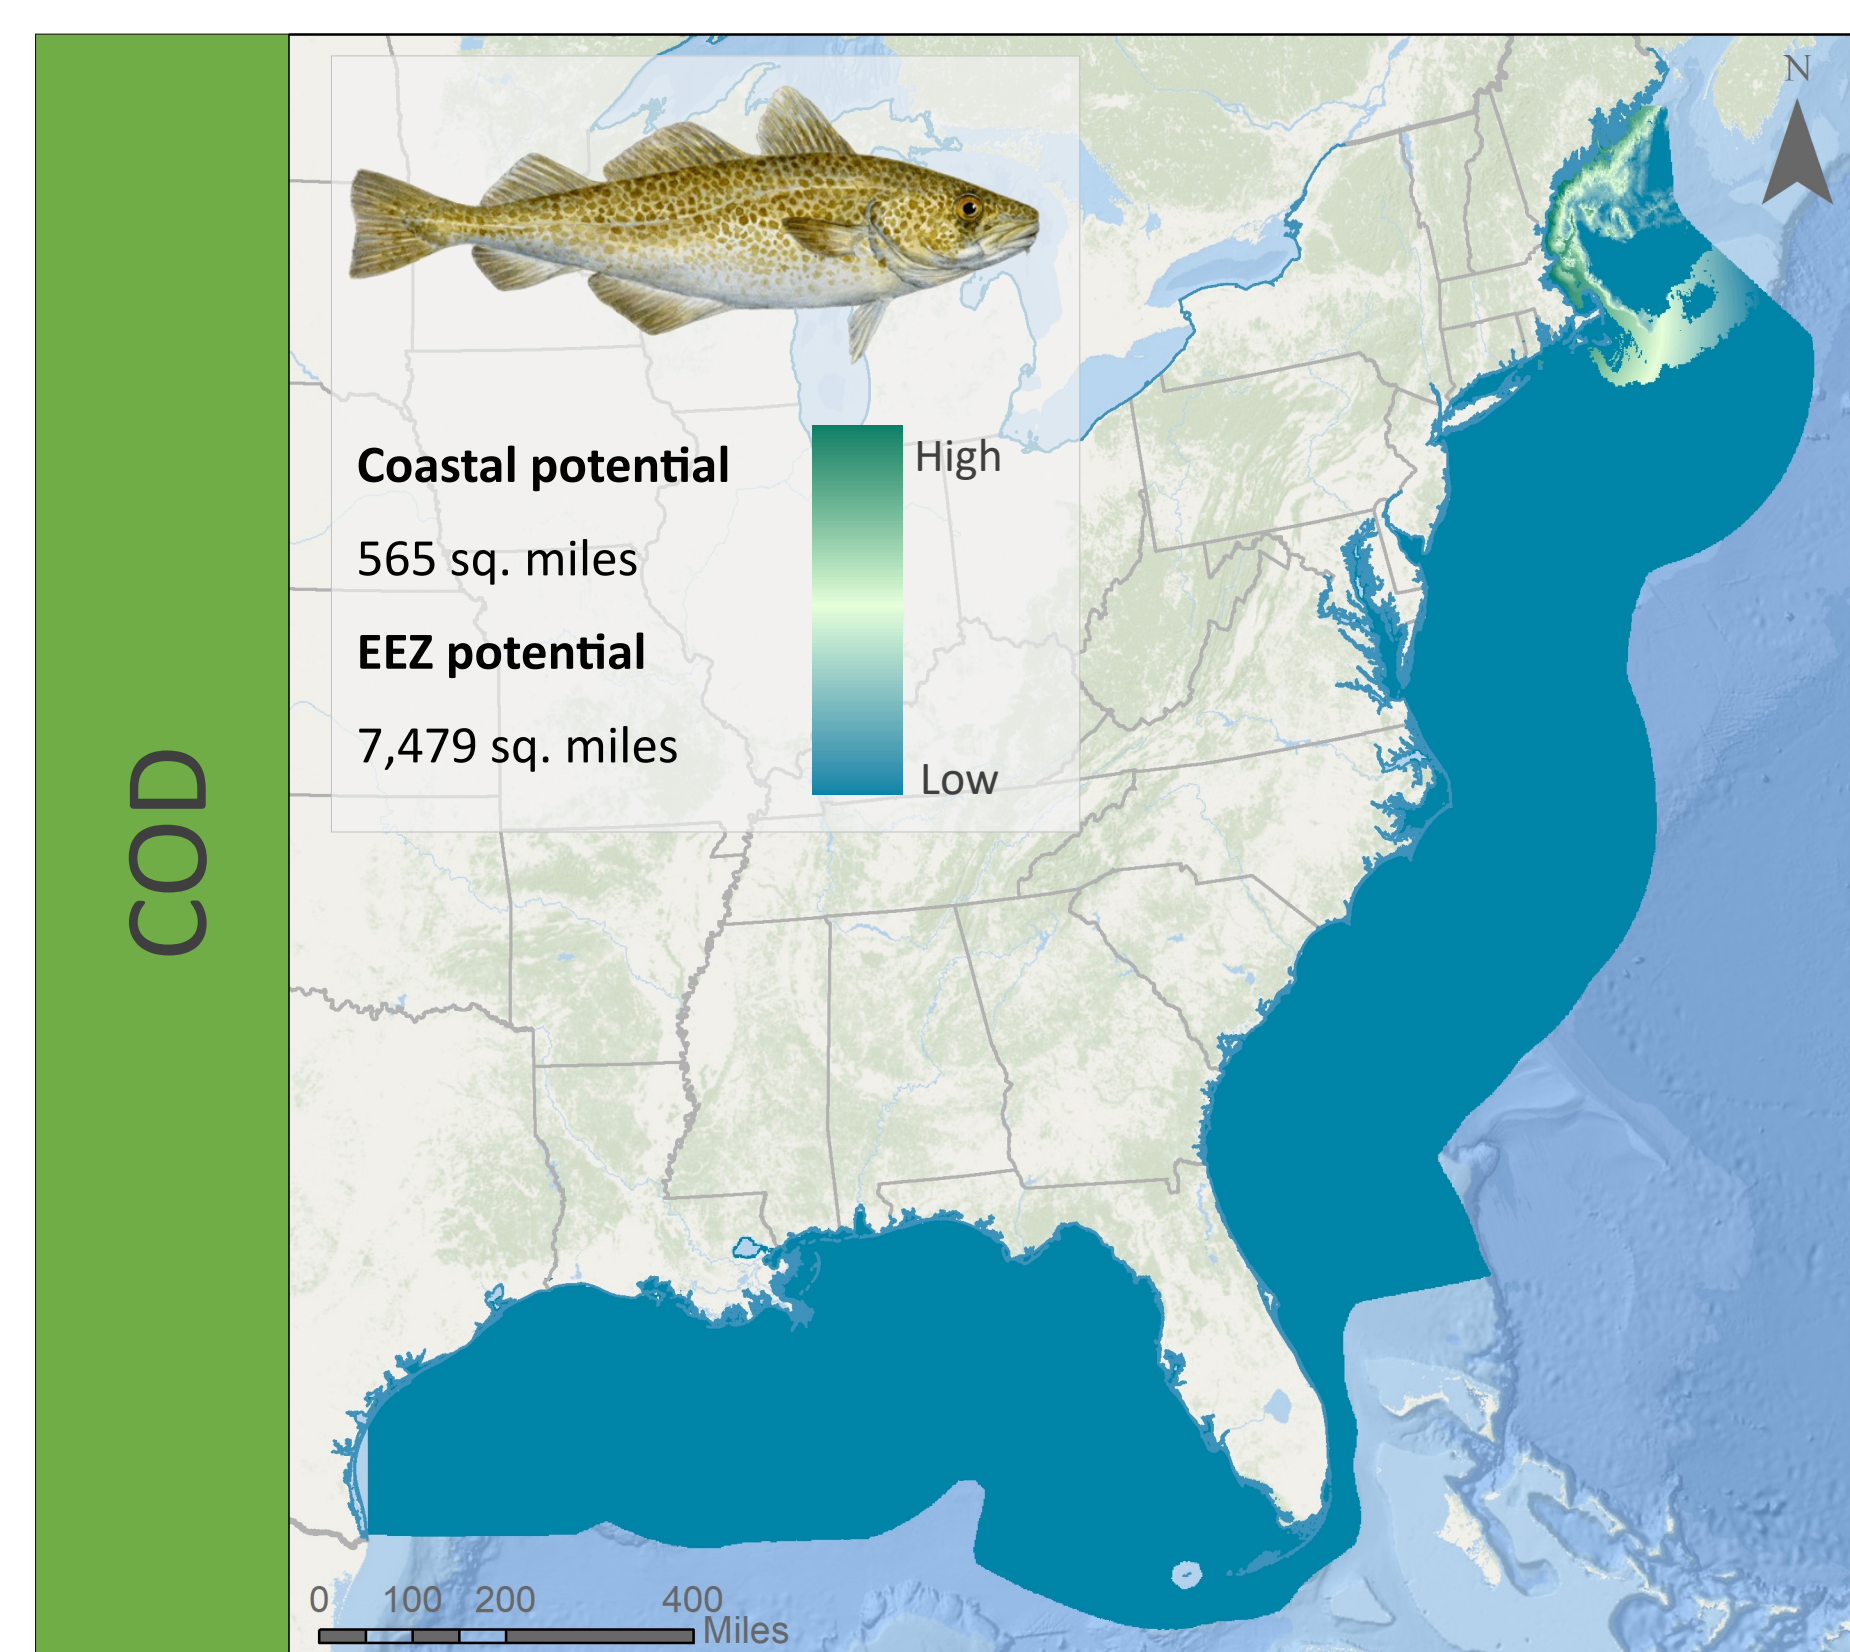 COD
N
Coastal potential
565 sq. miles
EEZ potential
7,479 sq. miles
High
Low
0 100 200 400
Miles